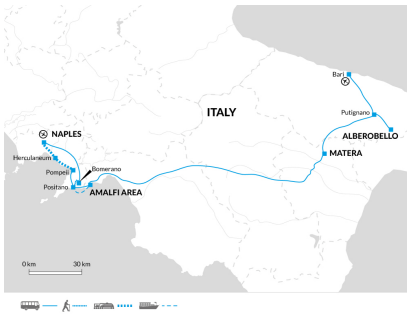 Bari
ITALY
Putignano
NAPLES
ALBEROBELLO
MATERA
Herculaneum
Pompeii
Bomerano
Positano
AMALFI AREA
0 km 30 km